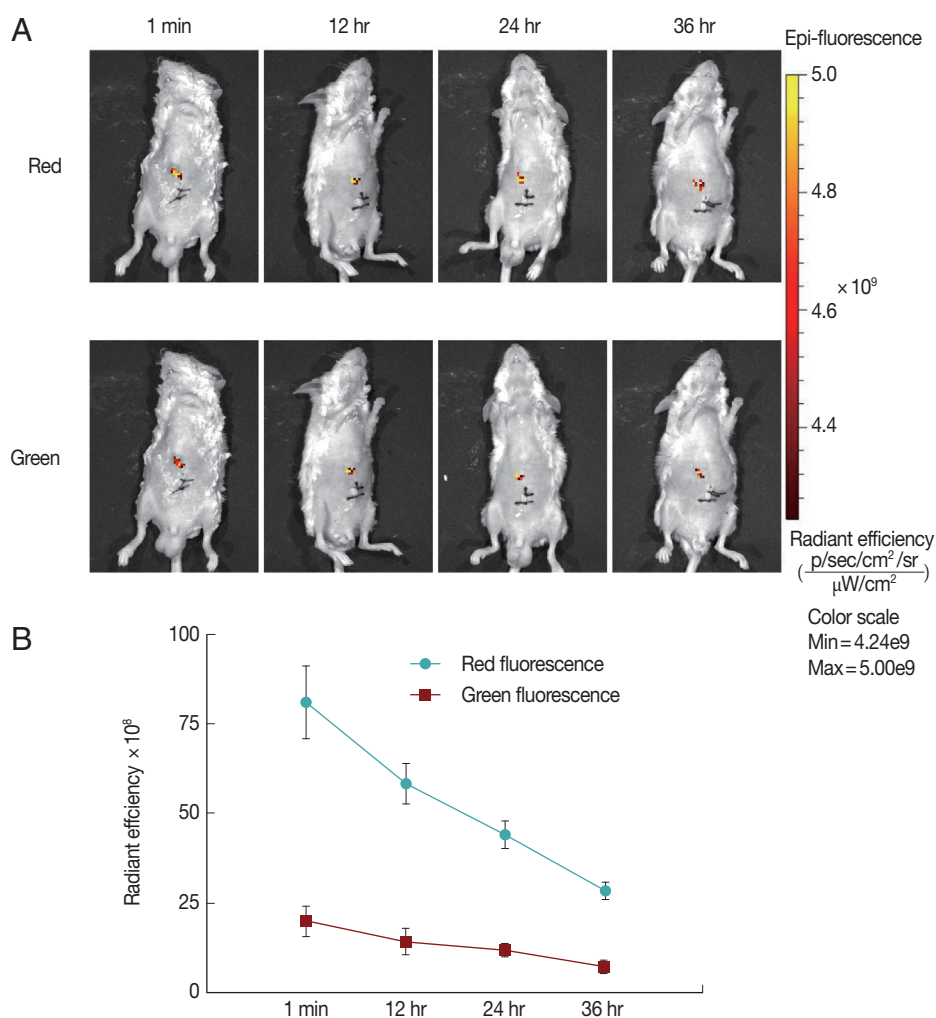 A
1 min
12 hr
24 hr
36 hr
Epi-fluorescence
Red
Green
5.0
4.8
4.6
4.4
× 10⁹
Radiant efficiency
(p/sec/cm²/sr
μW/cm²)
Color scale
Min=4.24e9
Max=5.00e9
B
Red fluorescence
Green fluorescence
Radiant effciency ×10⁸
100
75
50
25
0
1 min
12 hr
24 hr
36 hr